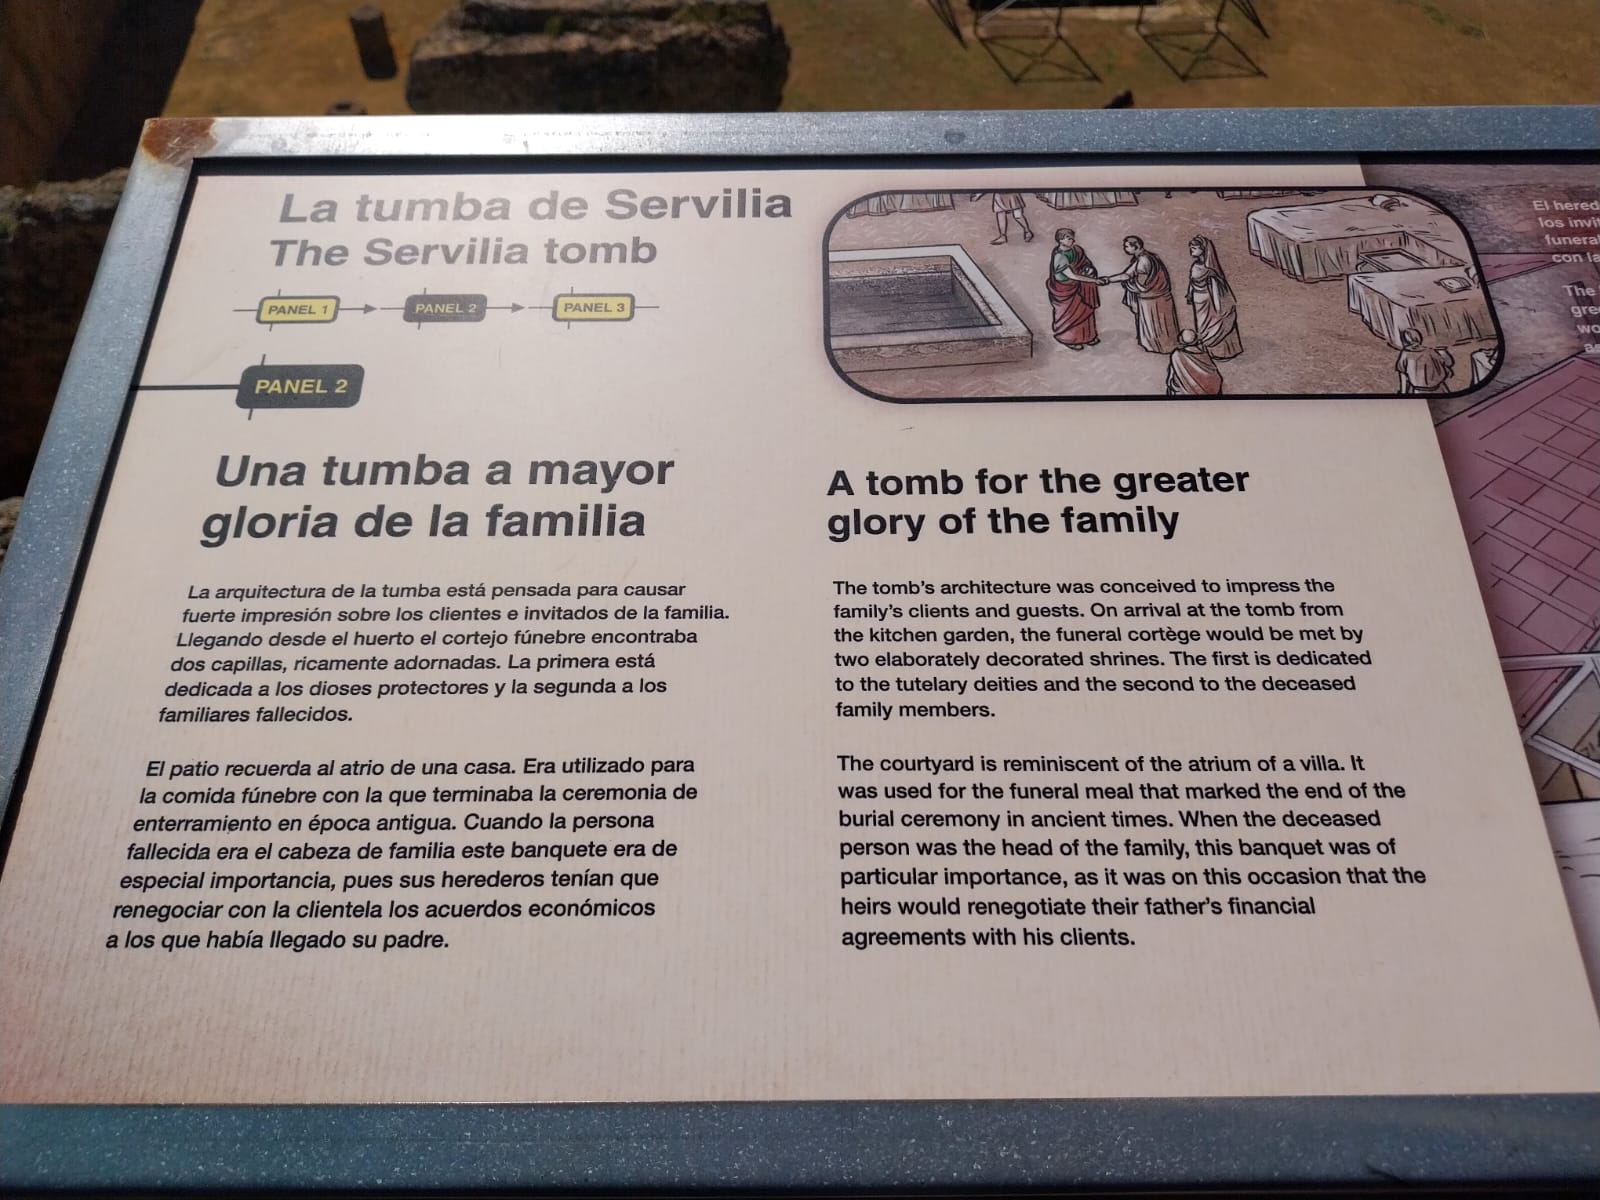 La tumba de Servilia
The Servilia tomb
PANEL 1
PANEL 2
PANEL 3
PANEL 2
Una tumba a mayor
gloria de la familia
La arquitectura de la tumba está pensada para causar
fuerte impresión sobre los clientes e invitados de la familia.
Llegando desde el huerto el cortejo fúnebre encontraba
dos capillas, ricamente adornadas. La primera está
dedicada a los dioses protectores y la segunda a los
familiares fallecidos.
El patio recuerda al atrio de una casa. Era utilizado para
la comida fúnebre con la que terminaba la ceremonia de
enterramiento en época antigua. Cuando la persona
fallecida era el cabeza de familia este banquete era de
especial importancia, pues sus herederos tenían que
renegociar con la clientela los acuerdos económicos
a los que había llegado su padre.
A tomb for the greater
glory of the family
The tomb's architecture was conceived to impress the
family's clients and guests. On arrival at the tomb from
the kitchen garden, the funeral cortège would be met by
two elaborately decorated shrines. The first is dedicated
to the tutelary deities and the second to the deceased
family members.
The courtyard is reminiscent of the atrium of a villa. It
was used for the funeral meal that marked the end of the
burial ceremony in ancient times. When the deceased
person was the head of the family, this banquet was of
particular importance, as it was on this occasion that the
heirs would renegotiate their father's financial
agreements with his clients.
El
los
con
The